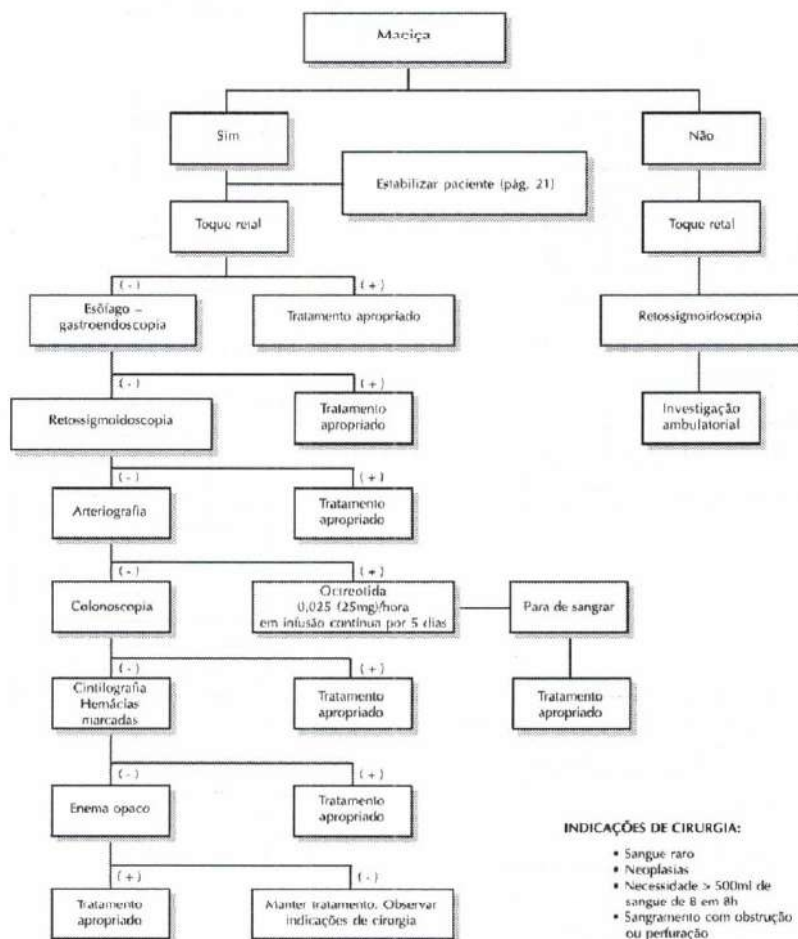 Maciça
Sim
Não
Estabilizar paciente (pág. 21)
Toque retal
Toque retal
(-)
(+)
Esôfago –
gastroendoscopia
Tratamento apropriado
Retossigmoidoscopia
(-)
(+)
Retossigmoidoscopia
Tratamento
apropriado
Investigação
ambulatorial
(-)
(+)
Arteriografia
Tratamento
apropriado
(-)
(+)
Colonoscopia
Ocireotida
0,025 (25mg)/hora
em infusão contínua por 5 dias
Para de sangrar
(-)
(+)
Cintilografia
Hemácias
marcadas
Tratamento
apropriado
Tratamento
apropriado
(-)
(+)
Enema opaco
Tratamento
apropriado
(+)
(-)
Tratamento
apropriado
Manter tratamento. Observar
indicações de cirurgia
INDICAÇÕES DE CIRURGIA:
• Sangue raro
• Neoplasias
• Necessidade > 500ml de
sangue de 8 em 8h
• Sangramento com obstrução
ou perfuração